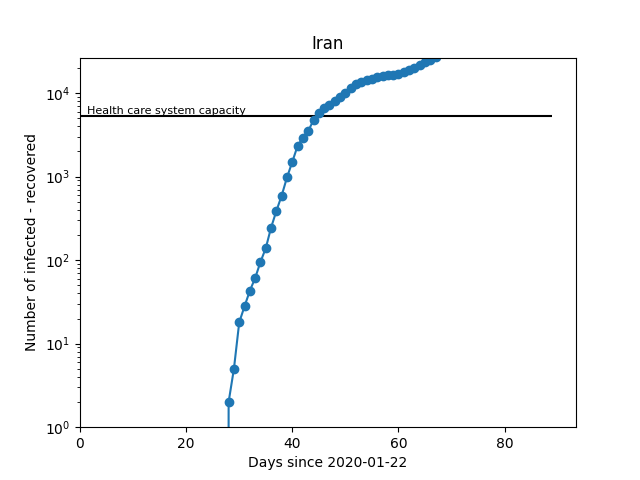 Iran
Number of infected - recovered
10^4
10^3
10^2
10^1
10^0
Health care system capacity
0 20 40 60 80
Days since 2020-01-22